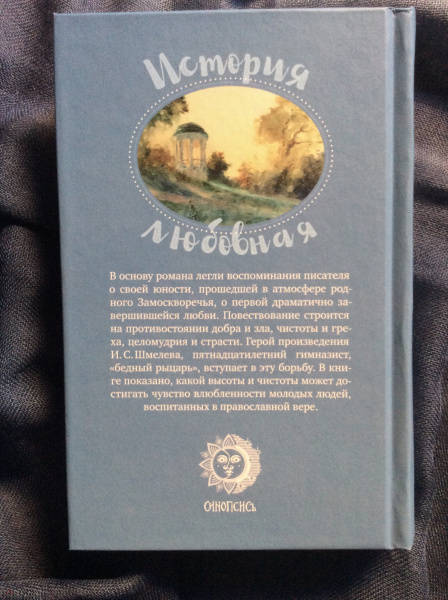 История
любовная
В основу романа легли воспоминания писателя
о своей юности, прошедшей в атмосфере род-
ного Замоскворечья, о первой драматично за-
вершившейся любви. Повествование строится
на противостоянии добра и зла, чистоты и гре-
ха, целомудрия и страсти. Герой произведения
И. С. Шмелева, пятнадцатилетний гимназист,
«бедный рыцарь», вступает в эту борьбу. В кни-
ге показано, какой высоты и чистоты может до-
стигать чувство влюбленности молодых людей,
воспитанных в православной вере.